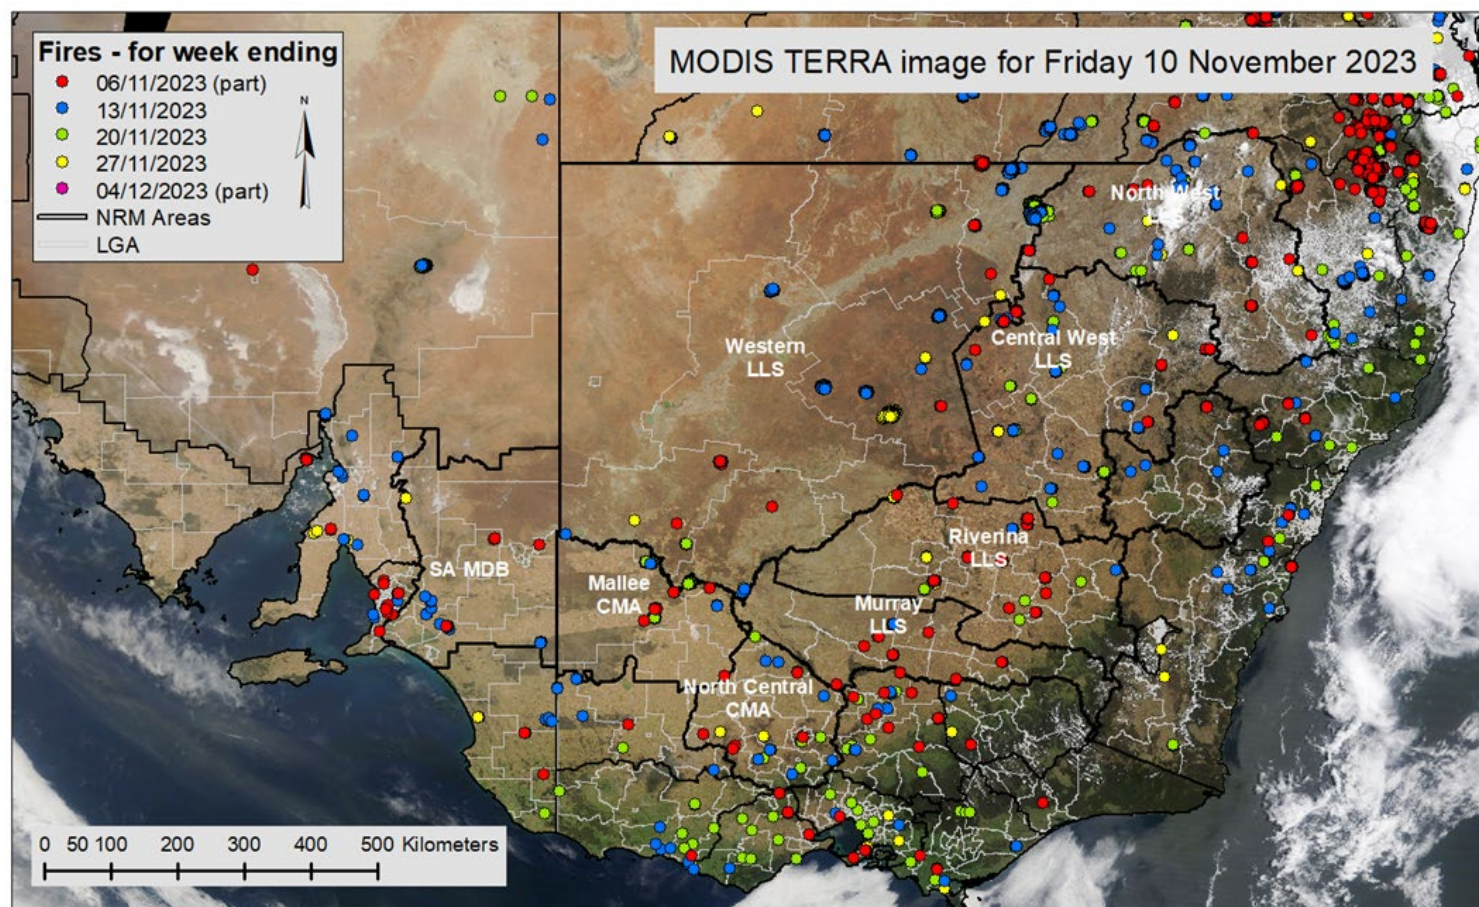 Fires - for week ending
06/11/2023 (part)
13/11/2023
20/11/2023
27/11/2023
04/12/2023 (part)
NRM Areas
LGA
N
MODIS TERRA image for Friday 10 November 2023
North West
LLS
Central West
LLS
Western
LLS
Riverina
LLS
SA MDB
Mallee
CMA
Murray
LLS
North Central
CMA
0 50 100 200 300 400 500 Kilometers